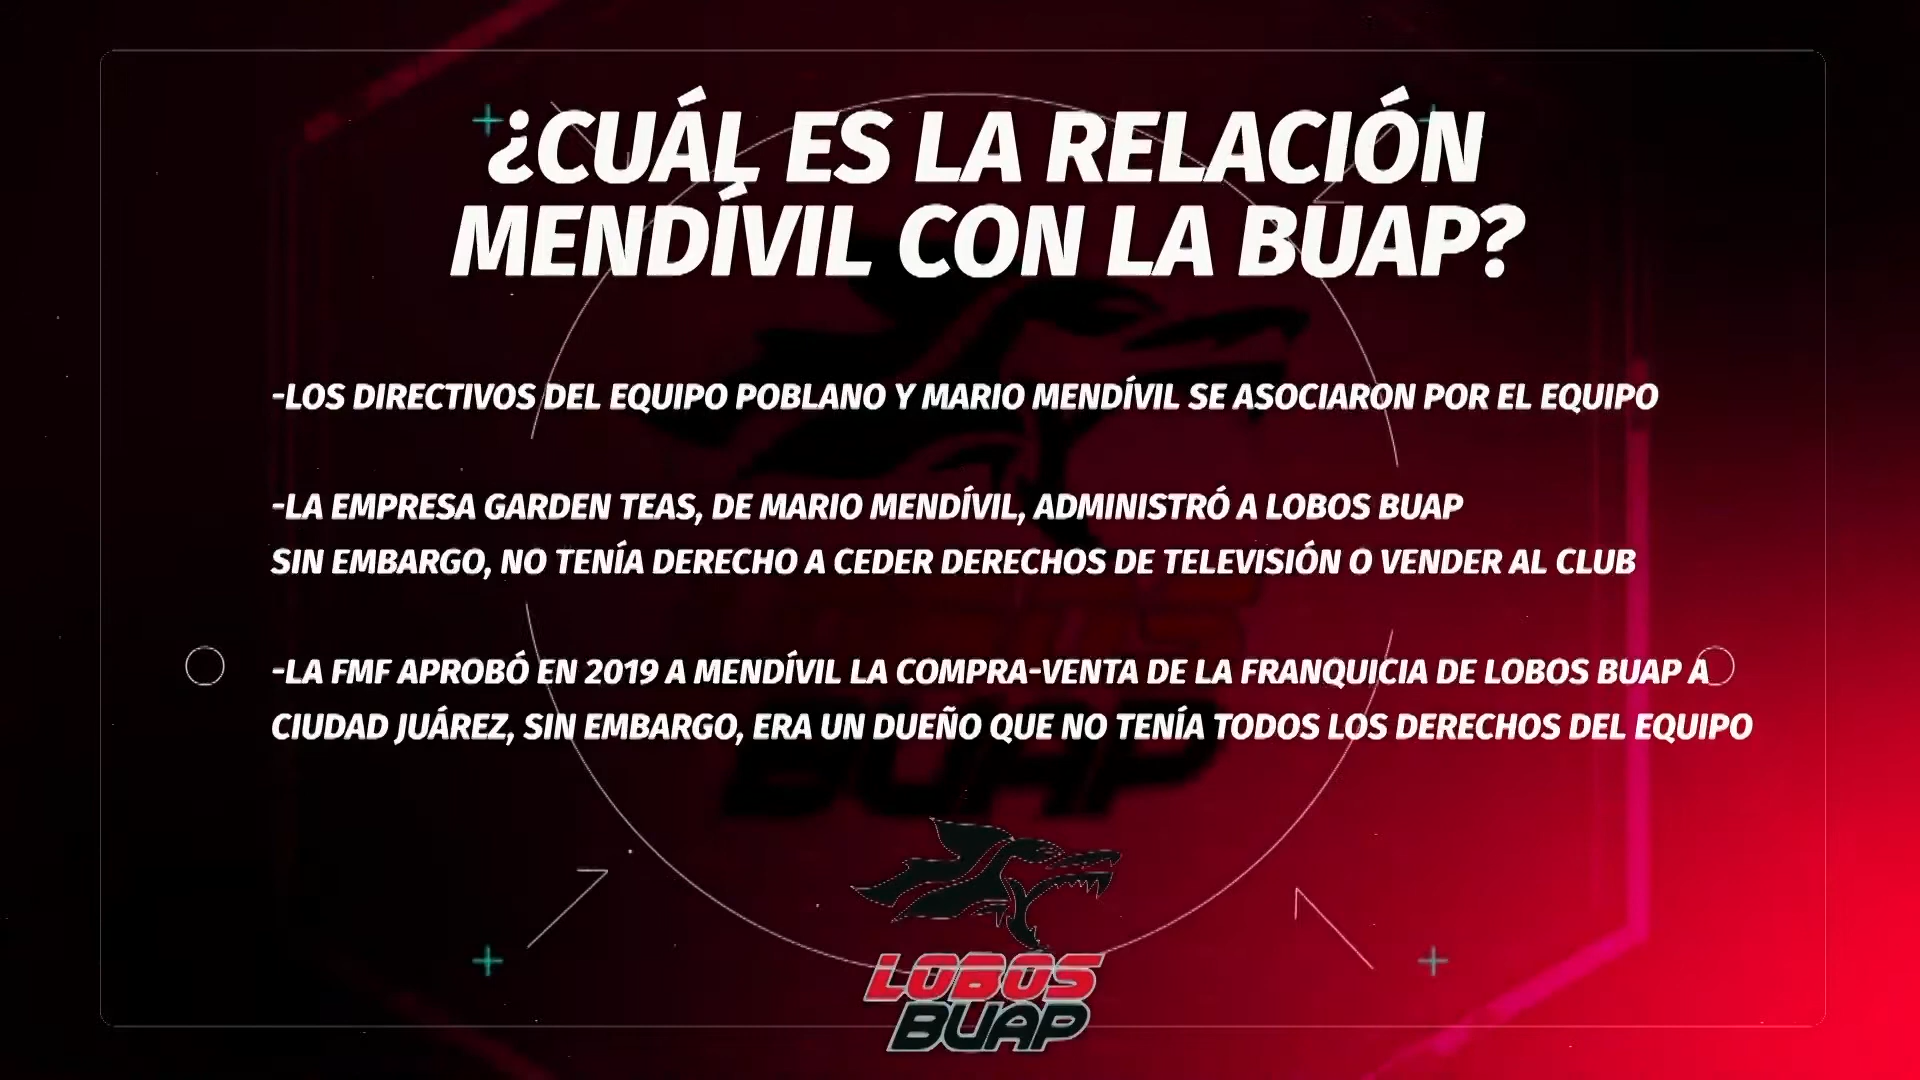 ¿CUÁL ES LA RELACIÓN
MENDÍVIL CON LA BUAP?
-LOS DIRECTIVOS DEL EQUIPO POBLANO Y MARIO MENDÍVIL SE ASOCIARON POR EL EQUIPO
-LA EMPRESA GARDEN TEAS, DE MARIO MENDÍVIL, ADMINISTRÓ A LOBOS BUAP
SIN EMBARGO, NO TENÍA DERECHO A CEDER DERECHOS DE TELEVISIÓN O VENDER AL CLUB
-LA FMF APROBÓ EN 2019 A MENDÍVIL LA COMPRA-VENTA DE LA FRANQUICIA DE LOBOS BUAP A
CIUDAD JUÁREZ, SIN EMBARGO, ERA UN DUEÑO QUE NO TENÍA TODOS LOS DERECHOS DEL EQUIPO
BUAP
LOBOS
BUAP